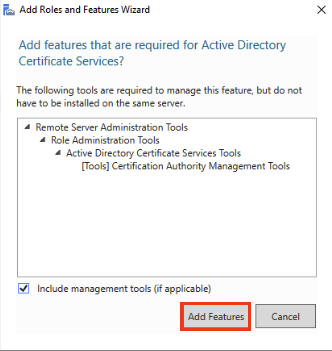 Add Roles and Features Wizard
Add features that are required for Active Directory
Certificate Services?
The following tools are required to manage this feature, but do not
have to be installed on the same server.
Remote Server Administration Tools
Role Administration Tools
Active Directory Certificate Services Tools
[Tools] Certification Authority Management Tools
Include management tools (if applicable)
Add Features
Cancel